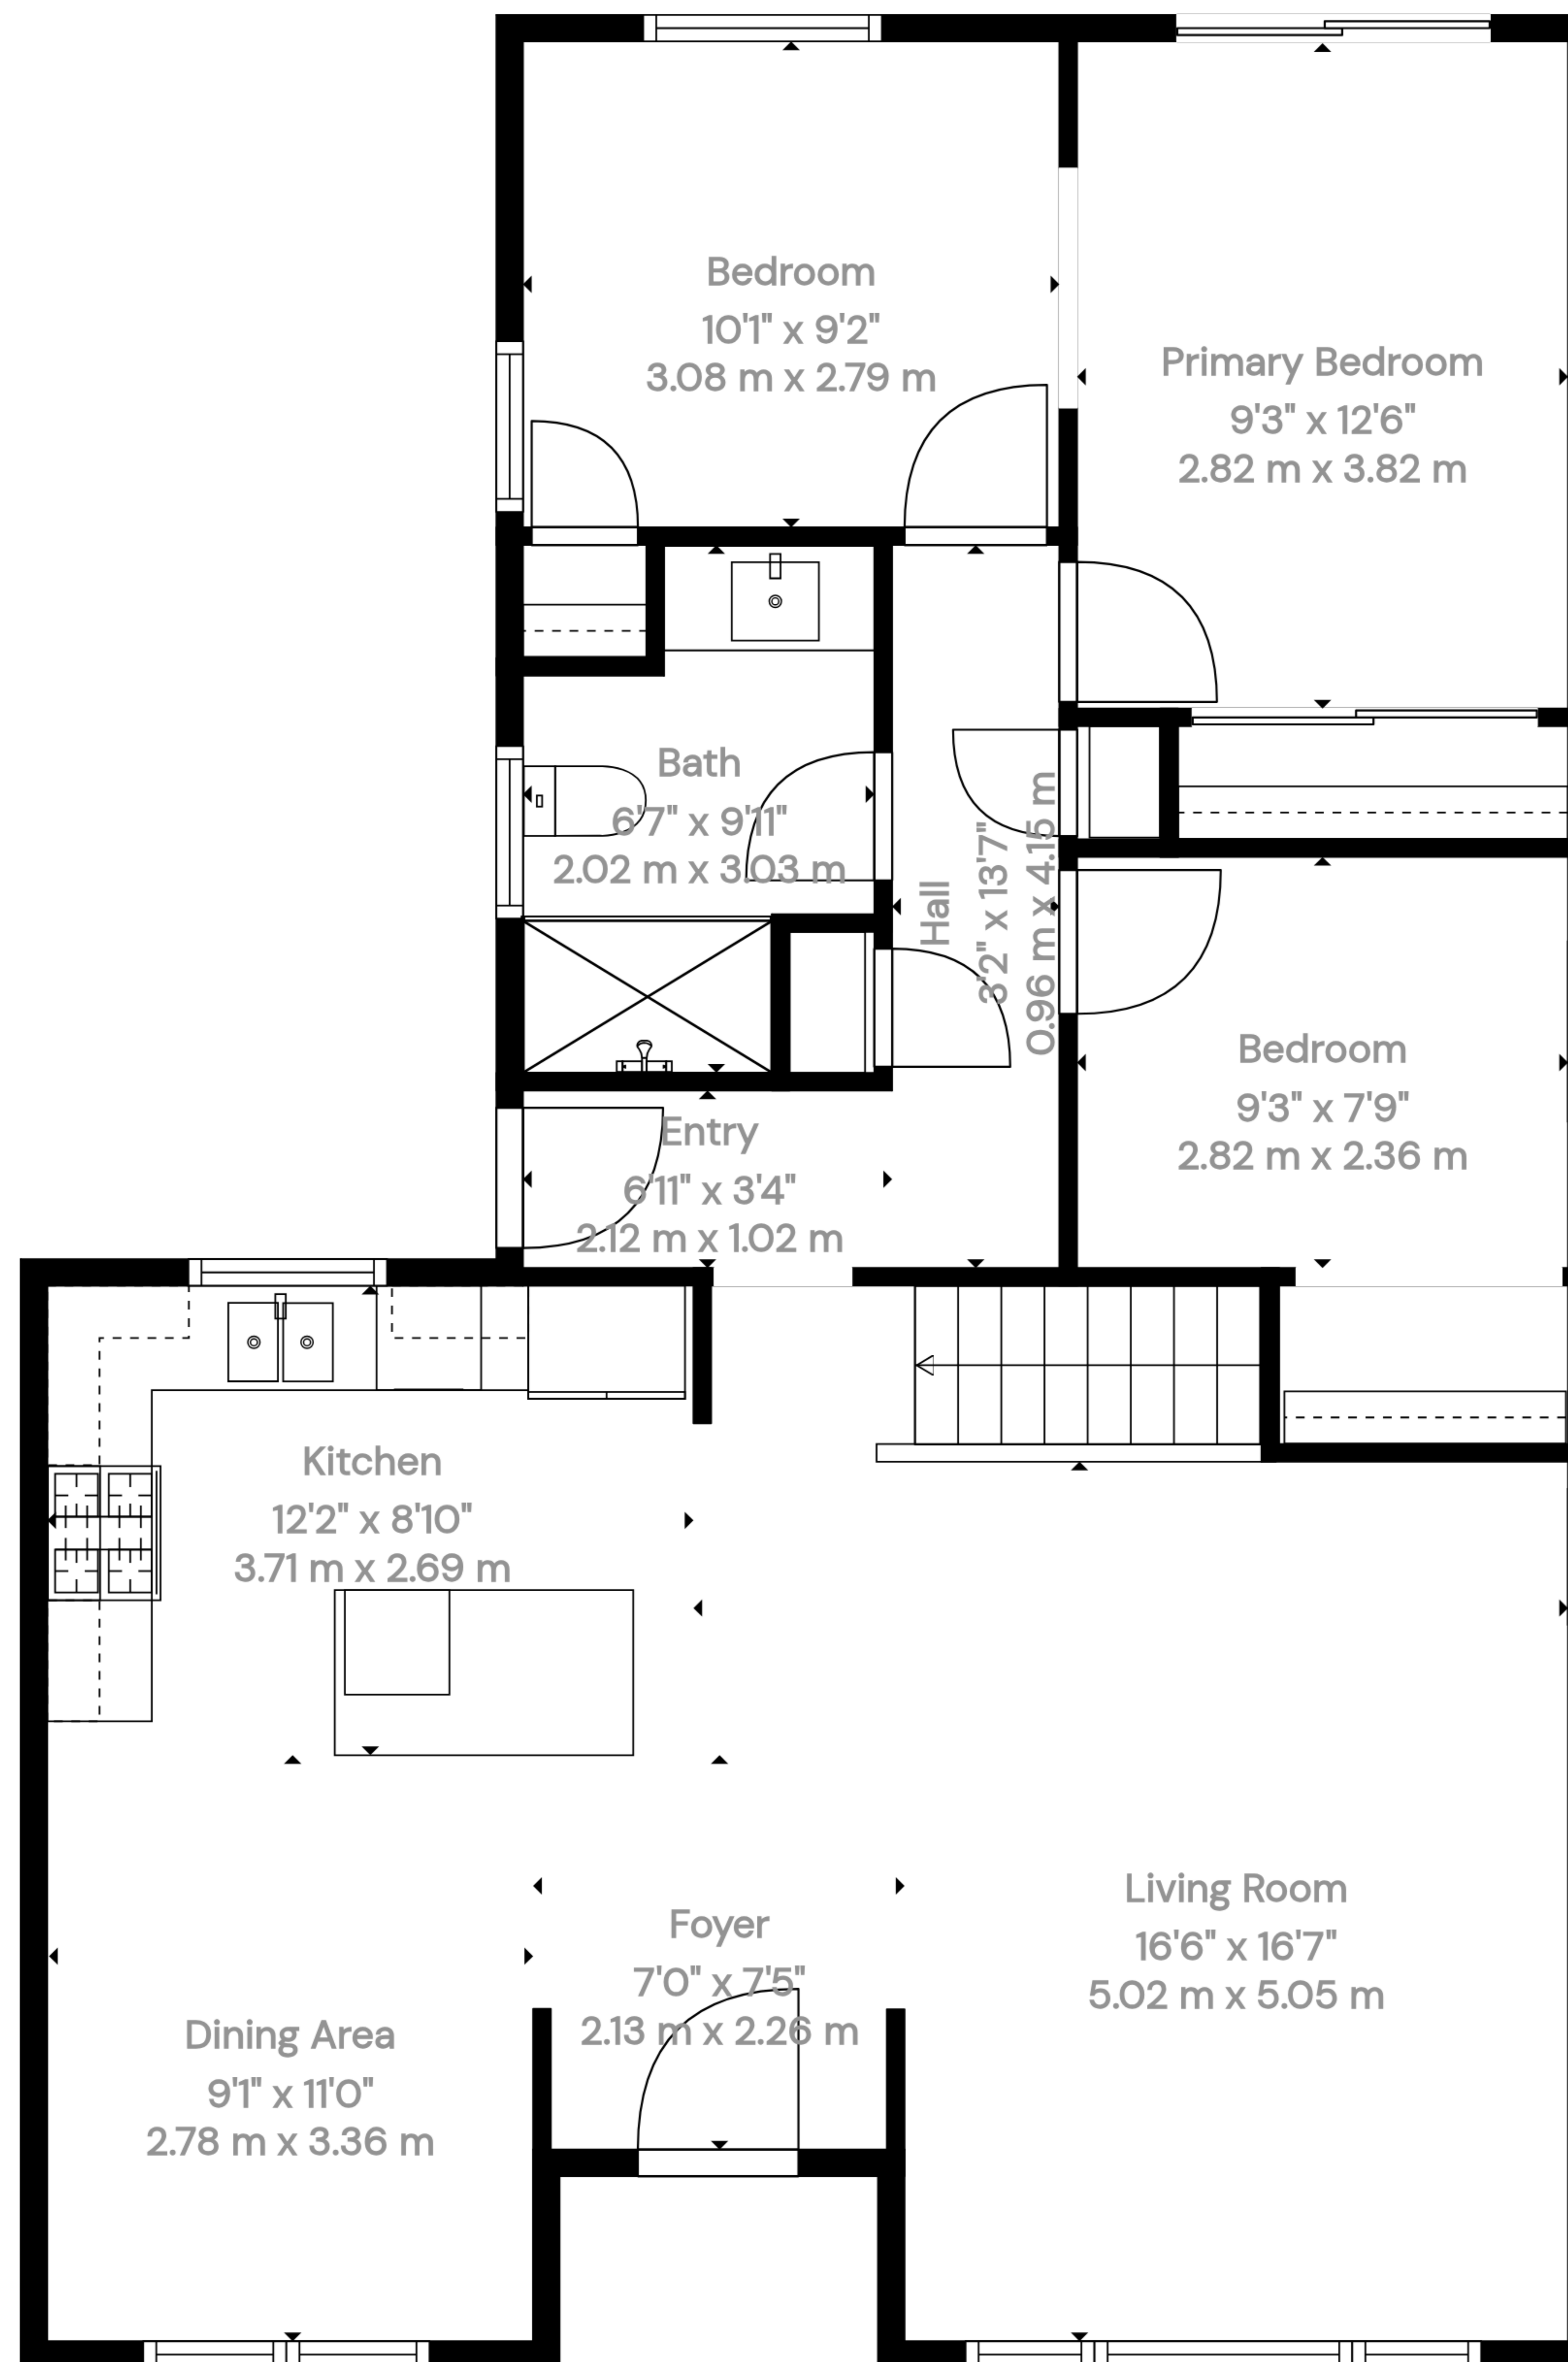 Bedroom
10'1" x 9'2"
3.08 m x 2.79 m
Primary Bedroom
9'3" x 12'6"
2.82 m x 3.82 m
Bath
6'7" x 9'11"
2.02 m x 3.03 m
Hall
3'2" x 13'7"
0.96 m x 4.15 m
Bedroom
9'3" x 7'9"
2.82 m x 2.36 m
Entry
6'11" x 3'4"
2.12 m x 1.02 m
Kitchen
12'2" x 8'10"
3.71 m x 2.69 m
Living Room
16'6" x 16'7"
5.02 m x 5.05 m
Foyer
7'0" x 7'5"
2.13 m x 2.26 m
Dining Area
9'1" x 11'0"
2.78 m x 3.36 m